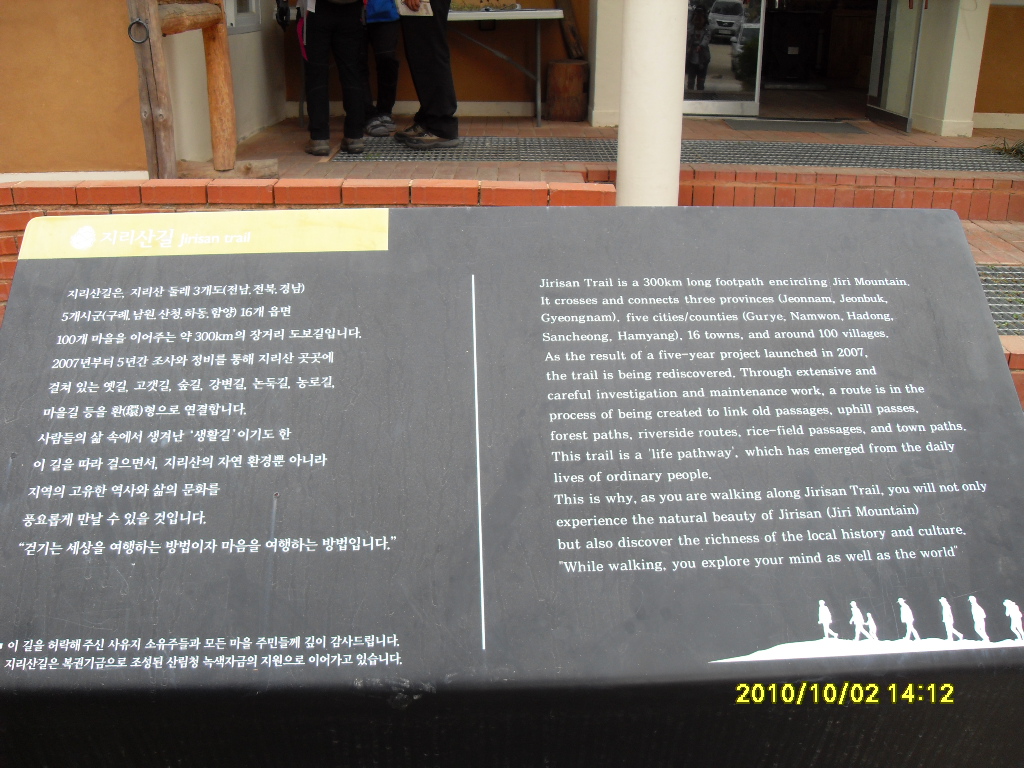 지리산길 Jirisan trail
지리산길은, 지리산 둘레 3개도(전남,전북,경남)
5개시군(구례,남원,산청,하동,함양) 16개 읍면
100개 마을을 이어주는 약 300km의 장거리 도보길입니다.
2007년부터 5년간 조사와 정비를 통해 지리산 곳곳에
걸쳐 있는 옛길, 고갯길, 숲길, 강변길, 논둑길, 농로길,
마을길 등을 환(環)형으로 연결합니다.
사람들의 삶 속에서 생겨난 '생활길'이기도 한
이 길을 따라 걸으면서, 지리산의 자연 환경뿐 아니라
지역의 고유한 역사와 삶의 문화를
풍요롭게 만날 수 있을 것입니다.
“걷기는 세상을 여행하는 방법이자 마음을 여행하는 방법입니다.”
이 길을 허락해 주신 사유지 소유주들과 모든 마을 주민들께 깊이 감사드립니다.
지리산길은 복권기금으로 조성된 산림청 녹색자금의 지원으로 이어가고 있습니다.
Jirisan Trail is a 300km long footpath encircling Jiri Mountain.
It crosses and connects three provinces (Jeonnam, Jeonbuk,
Gyeongnam), five cities/counties (Gurye, Namwon, Hadong,
Sancheong, Hamyang), 16 towns, and around 100 villages.
As the result of a five-year project launched in 2007,
the trail is being rediscovered. Through extensive and
careful investigation and maintenance work, a route is in the
process of being created to link old passages, uphill passes,
forest paths, riverside routes, rice-field passages, and town paths.
This trail is a 'life pathway', which has emerged from the daily
lives of ordinary people.
This is why, as you are walking along Jirisan Trail, you will not only
experience the natural beauty of Jirisan (Jiri Mountain)
but also discover the richness of the local history and culture.
"While walking, you explore your mind as well as the world"
2010/10/02 14:12